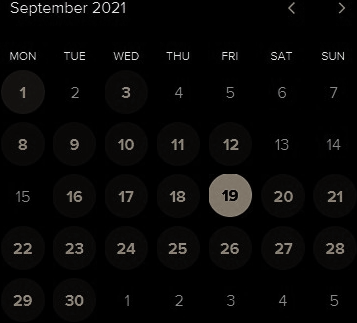 September 2021
MON TUE WED THU FRI SAT SUN
1 2 3 4 5 6 7
8 9 10 11 12 13 14
15 16 17 18 19 20 21
22 23 24 25 26 27 28
29 30 1 2 3 4 5